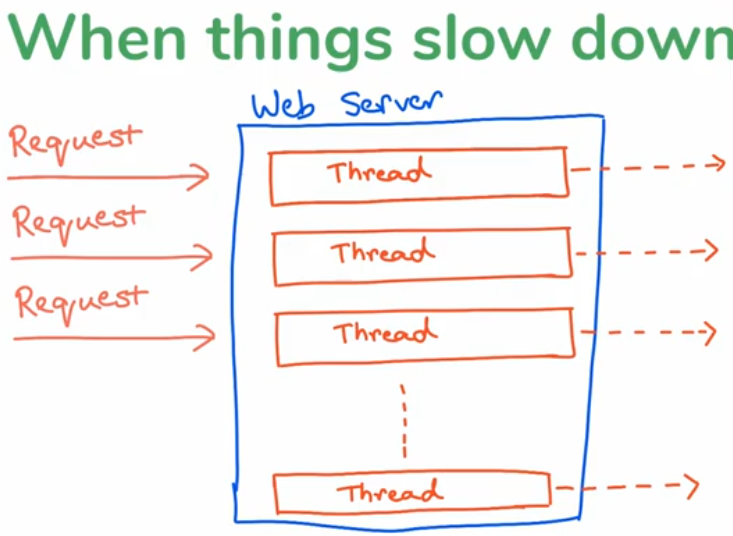 When things slow down
Web Server
Request
Thread
Request
Thread
Request
Thread
Thread